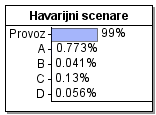 Havarijni scenare
Provoz 99%
A 0.773%
B 0.041%
C 0.13%
D 0.056%